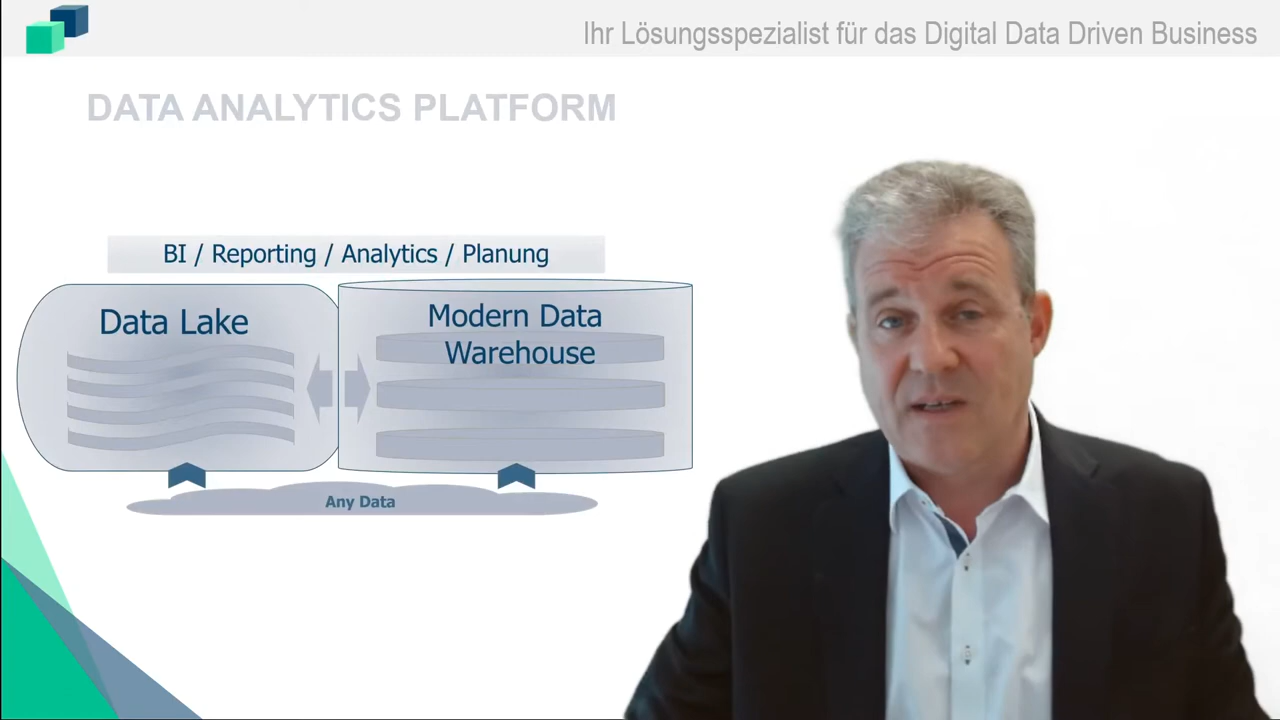 Ihr Lösungsspezialist für das Digital Data Driven Business
DATA ANALYTICS PLATFORM
BI / Reporting / Analytics / Planung
Data Lake
Modern Data
Warehouse
Any Data